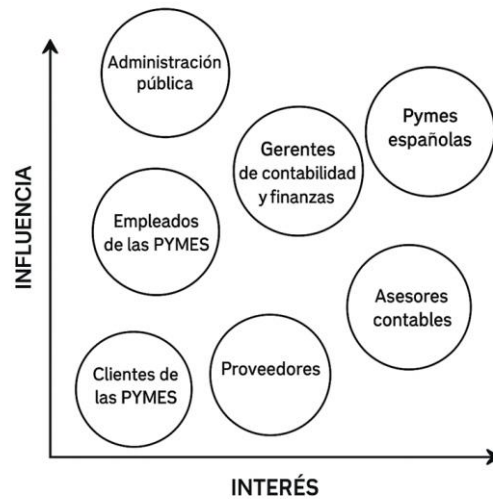 Administración
pública
Pymes
españolas
Gerentes
de contabilidad
y finanzas
Empleados
de las PYMES
Asesores
contables
Clientes de
las PYMES
Proveedores
INFLUENCIA
INTERÉS